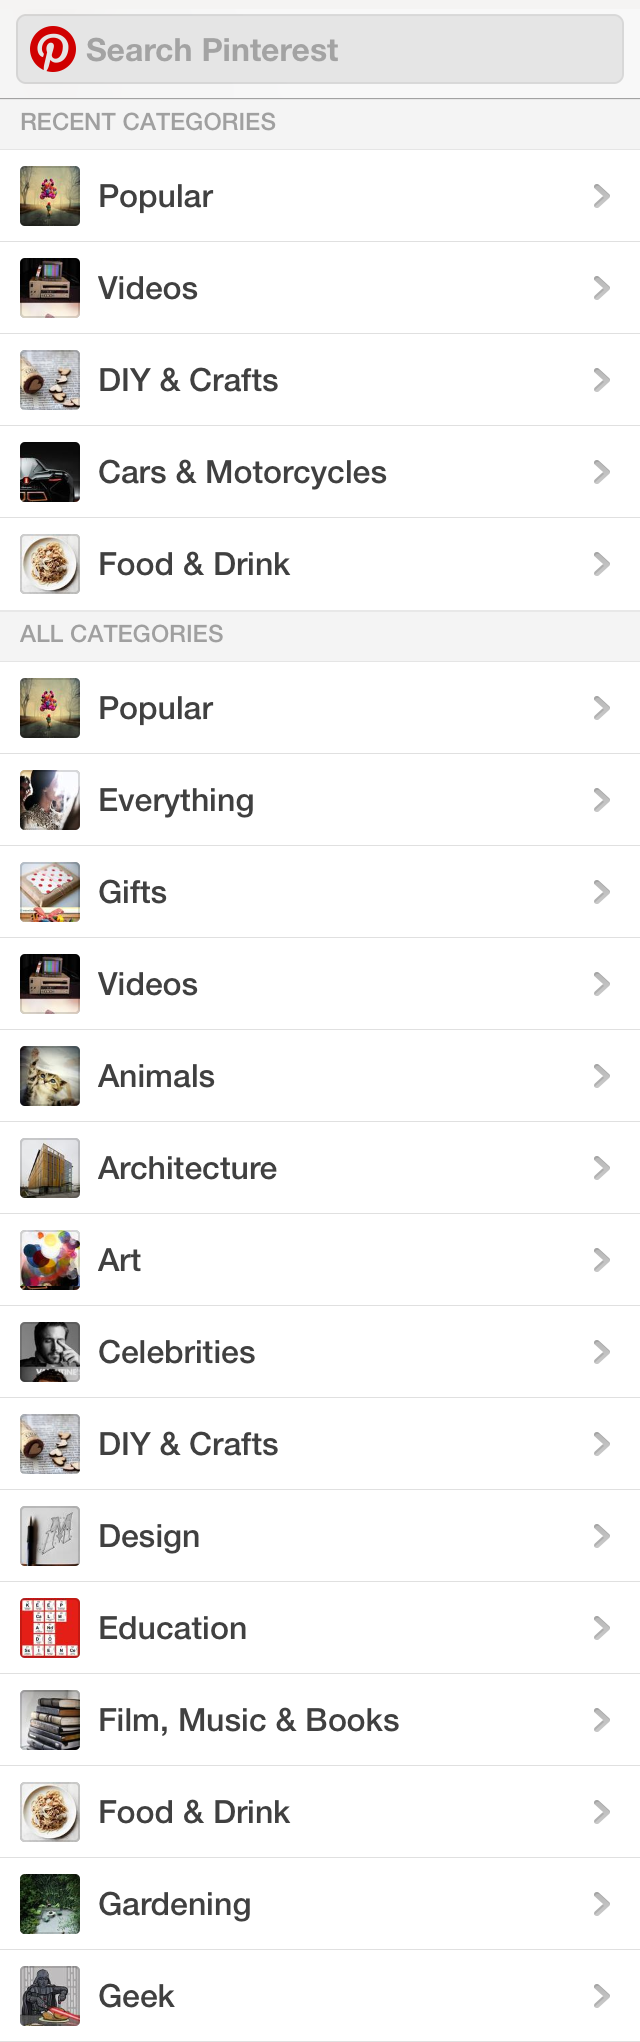 Search Pinterest
RECENT CATEGORIES
Popular
Videos
DIY & Crafts
Cars & Motorcycles
Food & Drink
ALL CATEGORIES
Popular
Everything
Gifts
Videos
Animals
Architecture
Art
Celebrities
DIY & Crafts
Design
Education
Film, Music & Books
Food & Drink
Gardening
Geek